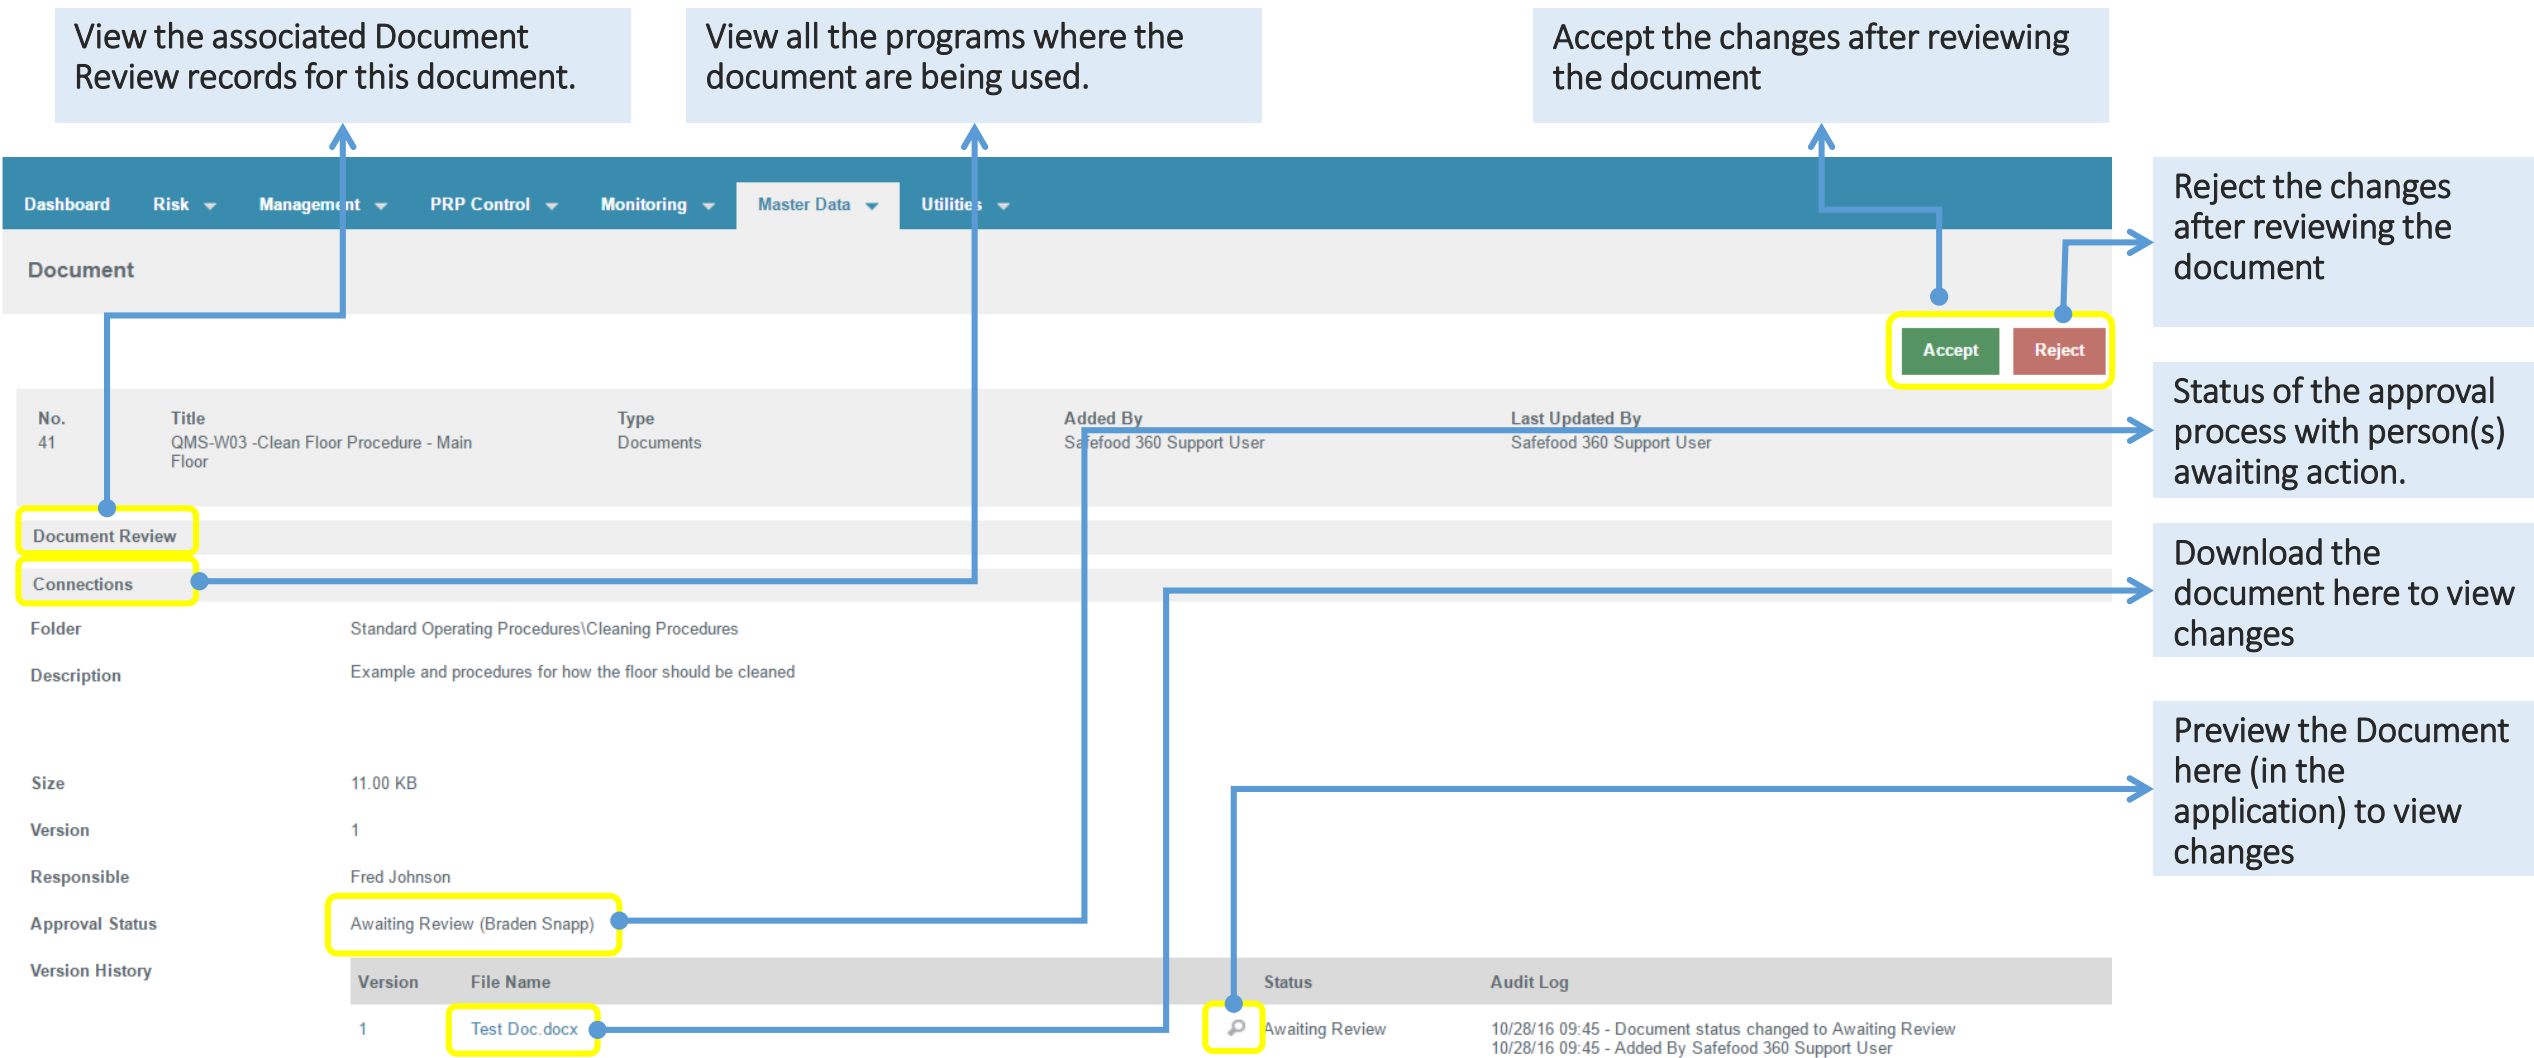 View the associated Document
Review records for this document.
View all the programs where the
document are being used.
Accept the changes after reviewing
the document
Dashboard Risk Management PRP Control Monitoring Master Data Utilities
Reject the changes
after reviewing the
document
Document
Accept Reject
Status of the approval
process with person(s)
awaiting action.
No. Title Type Added By Last Updated By
41 QMS-W03 -Clean Floor Procedure - Main Documents Safefood 360 Support User Safefood 360 Support User
Floor
Document Review
Connections
Download the
document here to view
changes
Folder Standard Operating Procedures\Cleaning Procedures
Description Example and procedures for how the floor should be cleaned
Preview the Document
here (in the
application) to view
changes
Size 11.00 KB
Version 1
Responsible Fred Johnson
Approval Status Awaiting Review (Braden Snapp)
Version History
Version File Name Status Audit Log
1 Test Doc.docx Awaiting Review 10/28/16 09:45 - Document status changed to Awaiting Review
10/28/16 09:45 - Added By Safefood 360 Support User